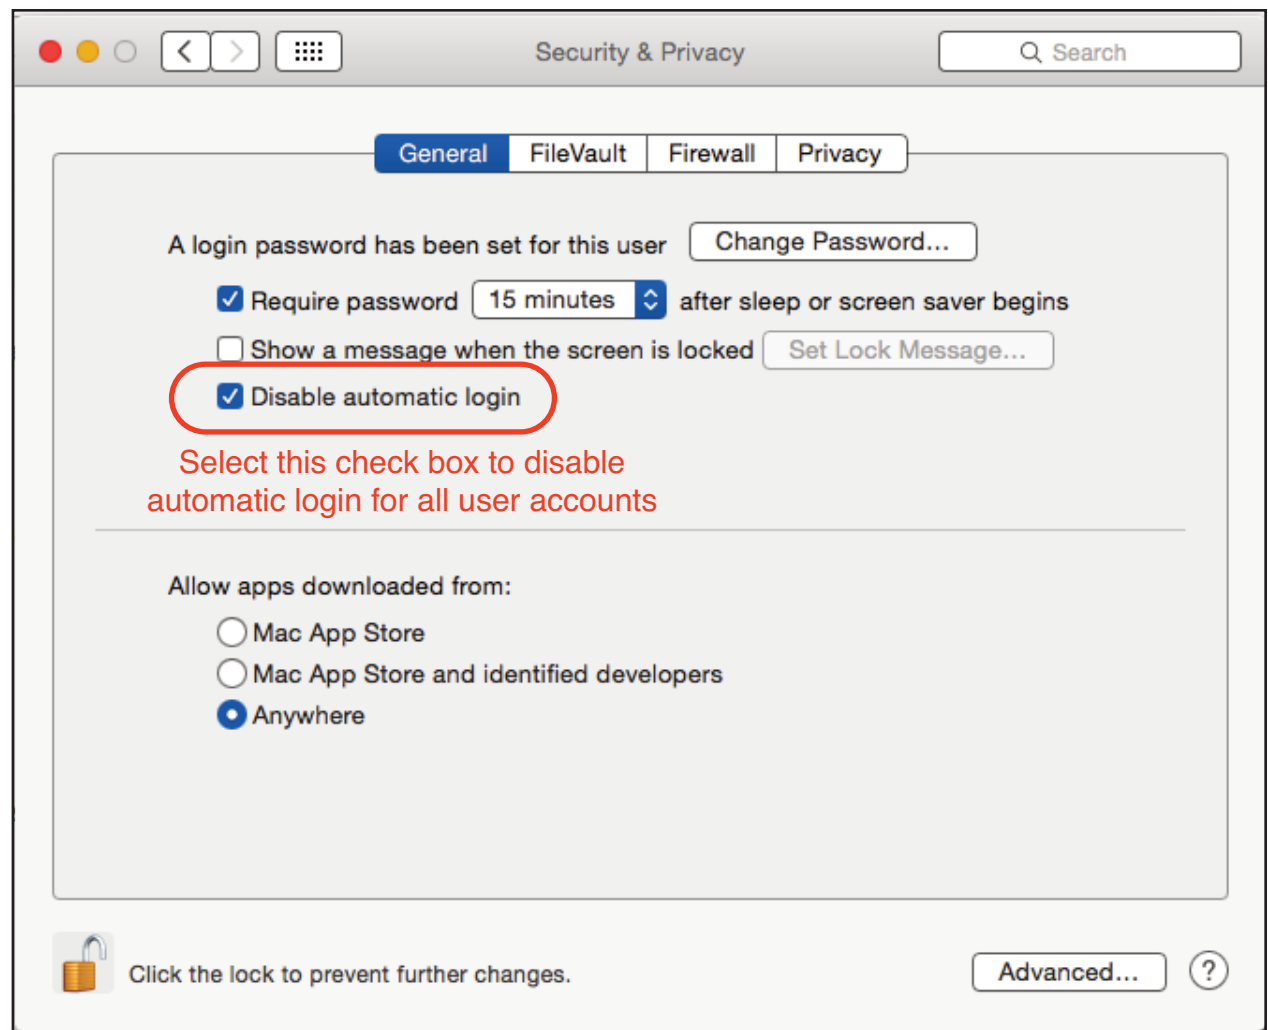 Security & Privacy
Search
General FileVault Firewall Privacy
A login password has been set for this user Change Password...
Require password 15 minutes after sleep or screen saver begins
Show a message when the screen is locked Set Lock Message...
Disable automatic login
Select this check box to disable
automatic login for all user accounts
Allow apps downloaded from:
Mac App Store
Mac App Store and identified developers
Anywhere
Click the lock to prevent further changes.
Advanced...
?